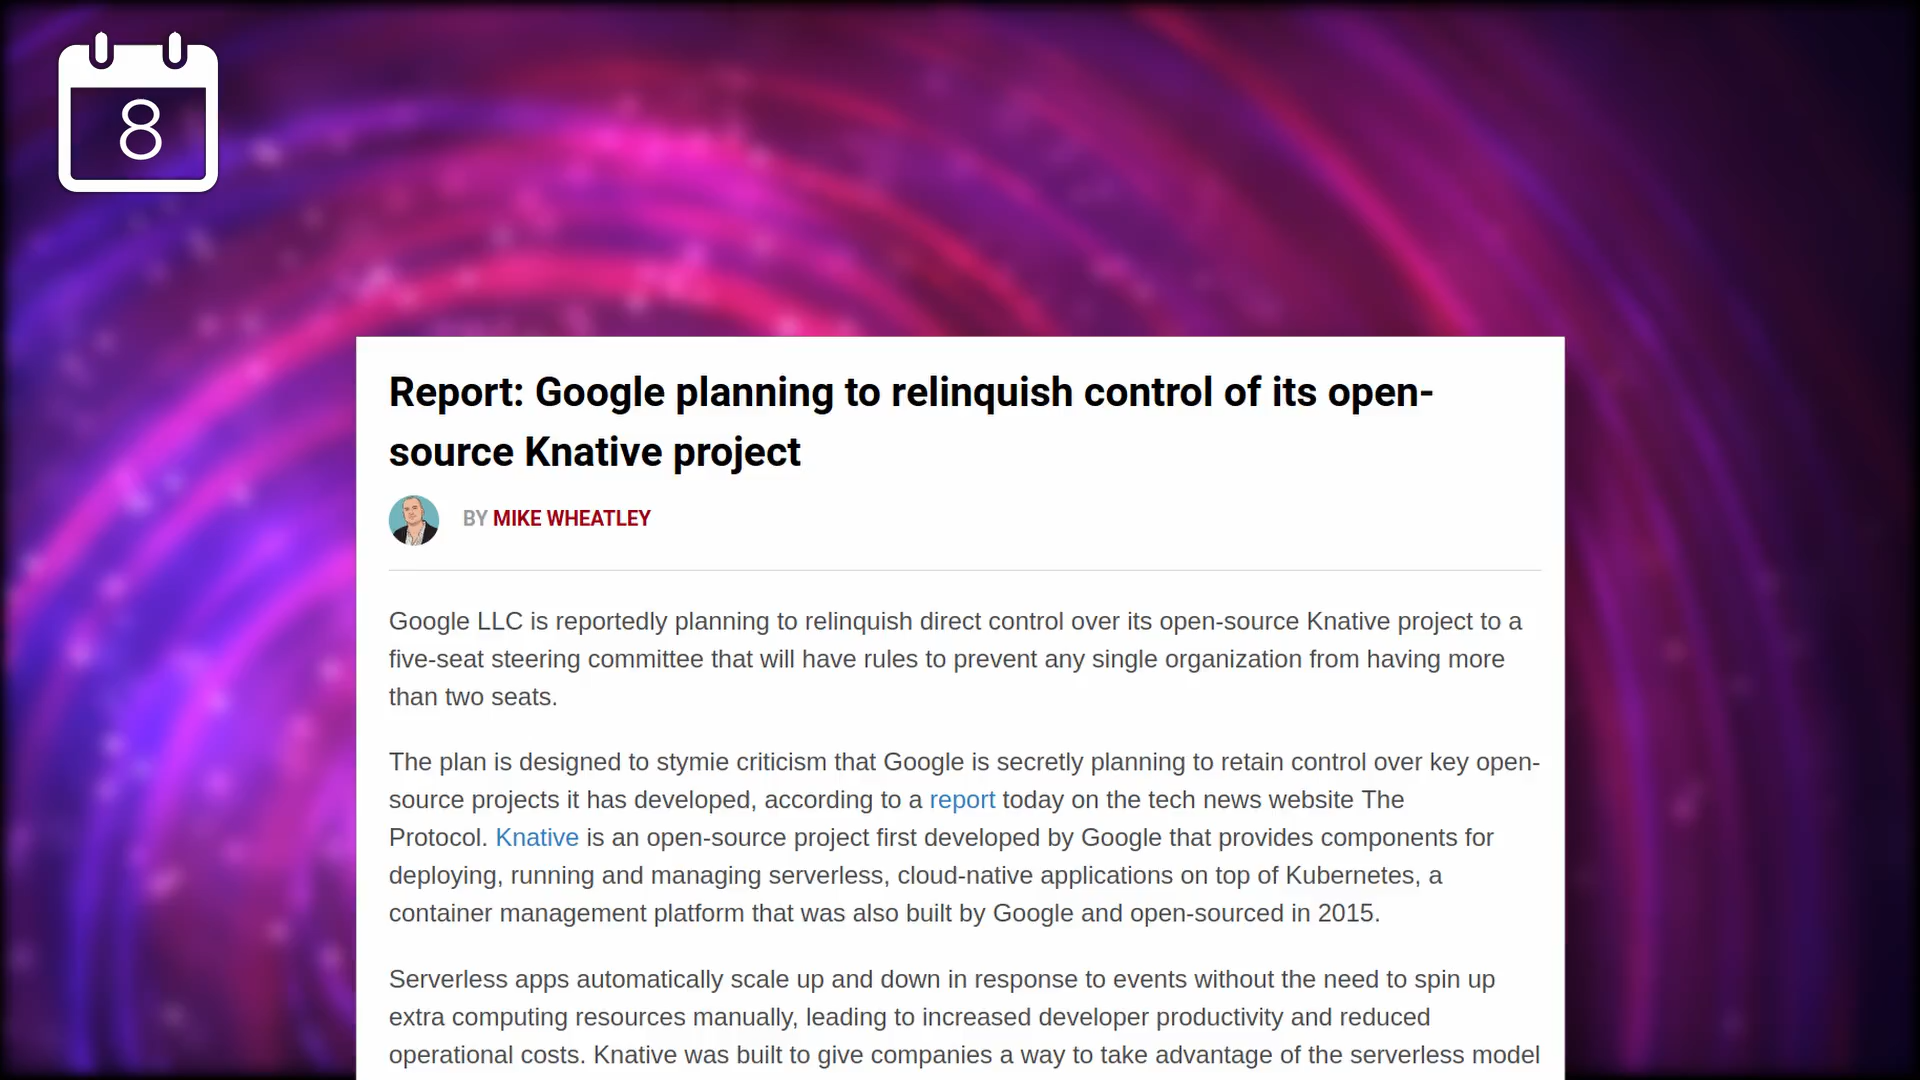 8
Report: Google planning to relinquish control of its open-
source Knative project
BY MIKE WHEATLEY
Google LLC is reportedly planning to relinquish direct control over its open-source Knative project to a
five-seat steering committee that will have rules to prevent any single organization from having more
than two seats.
The plan is designed to stymie criticism that Google is secretly planning to retain control over key open-
source projects it has developed, according to a report today on the tech news website The
Protocol. Knative is an open-source project first developed by Google that provides components for
deploying, running and managing serverless, cloud-native applications on top of Kubernetes, a
container management platform that was also built by Google and open-sourced in 2015.
Serverless apps automatically scale up and down in response to events without the need to spin up
extra computing resources manually, leading to increased developer productivity and reduced
operational costs. Knative was built to give companies a way to take advantage of the serverless model